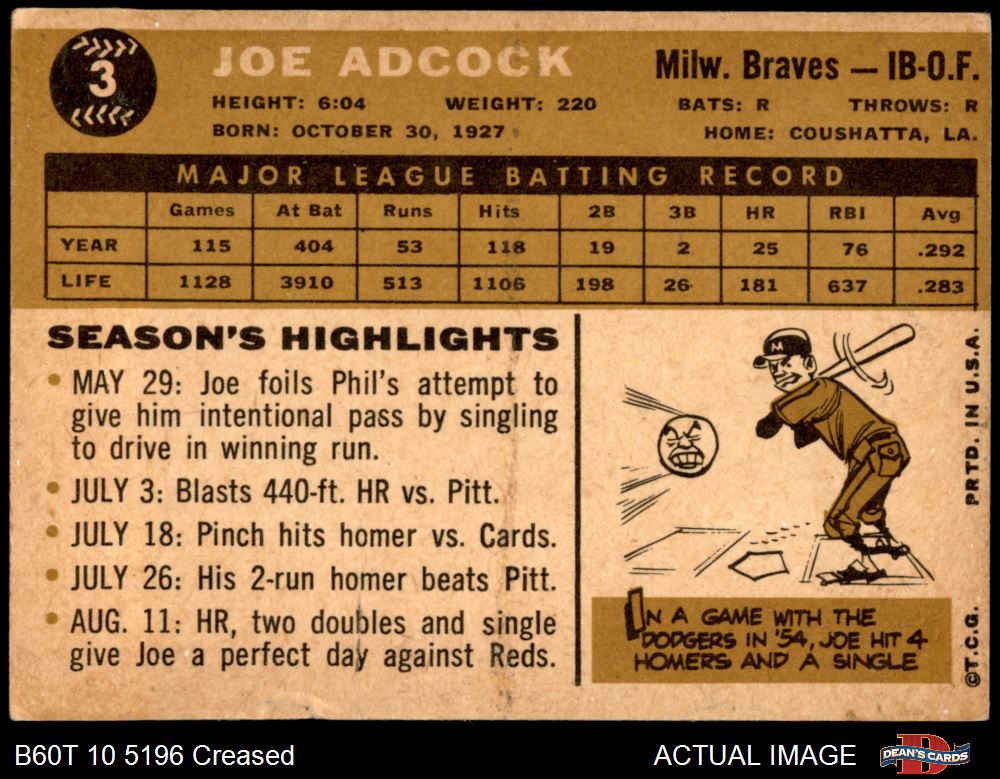 3
JOE ADCOCK
Milw. Braves — IB-O.F.
HEIGHT: 6:04 WEIGHT: 220 BATS: R THROWS: R
BORN: OCTOBER 30, 1927 HOME: COUSHATTA, LA.
MAJOR LEAGUE BATTING RECORD
Games At Bat Runs Hits 2B 3B HR RBI Avg
YEAR 115 404 53 118 19 2 25 76 .292
LIFE 1128 3910 513 1106 198 26 181 637 .283
SEASON'S HIGHLIGHTS
• MAY 29: Joe foils Phil's attempt to
give him intentional pass by singling
to drive in winning run.
• JULY 3: Blasts 440-ft. HR vs. Pitt.
• JULY 18: Pinch hits homer vs. Cards.
• JULY 26: His 2-run homer beats Pitt.
• AUG. 11: HR, two doubles and single
give Joe a perfect day against Reds.
M
IN A GAME WITH THE
DODGERS IN '54, JOE HIT 4
HOMERS AND A SINGLE
©T.C.G. PRTD. IN U.S.A.
B60T 10 5196 Creased
ACTUAL IMAGE
DEAN'S CARDS